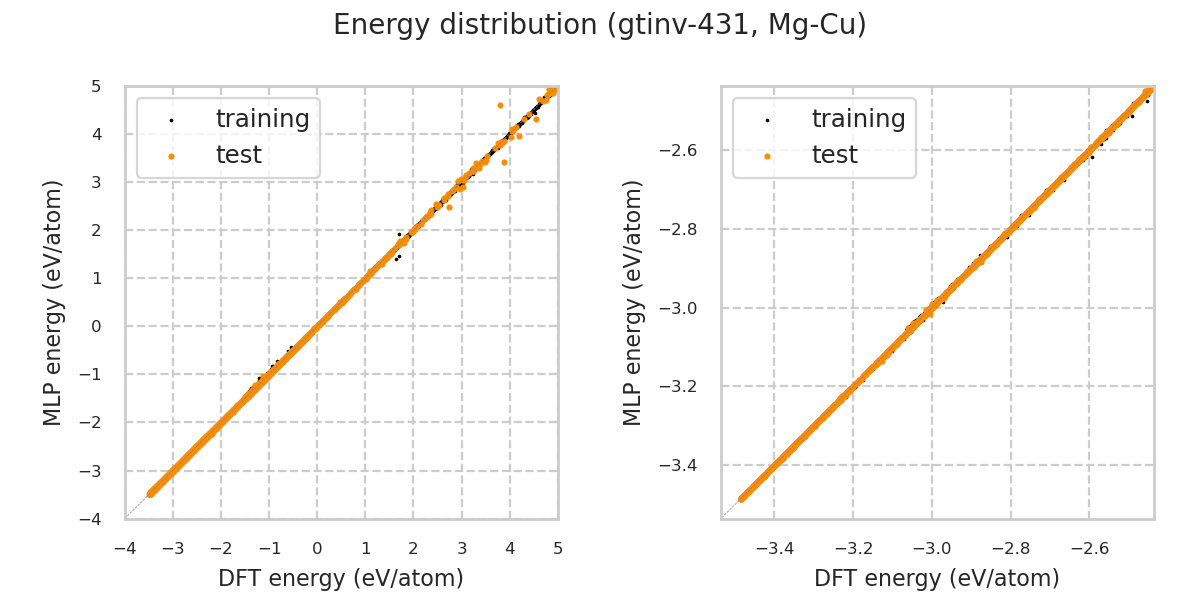 Energy distribution (gtinv-431, Mg-Cu)
training
test
5
4
3
2
1
0
−1
−2
−3
−4
MLP energy (eV/atom)
−4 −3 −2 −1 0 1 2 3 4 5
DFT energy (eV/atom)
training
test
−2.6
−2.8
−3.0
−3.2
−3.4
MLP energy (eV/atom)
−3.4 −3.2 −3.0 −2.8 −2.6
DFT energy (eV/atom)